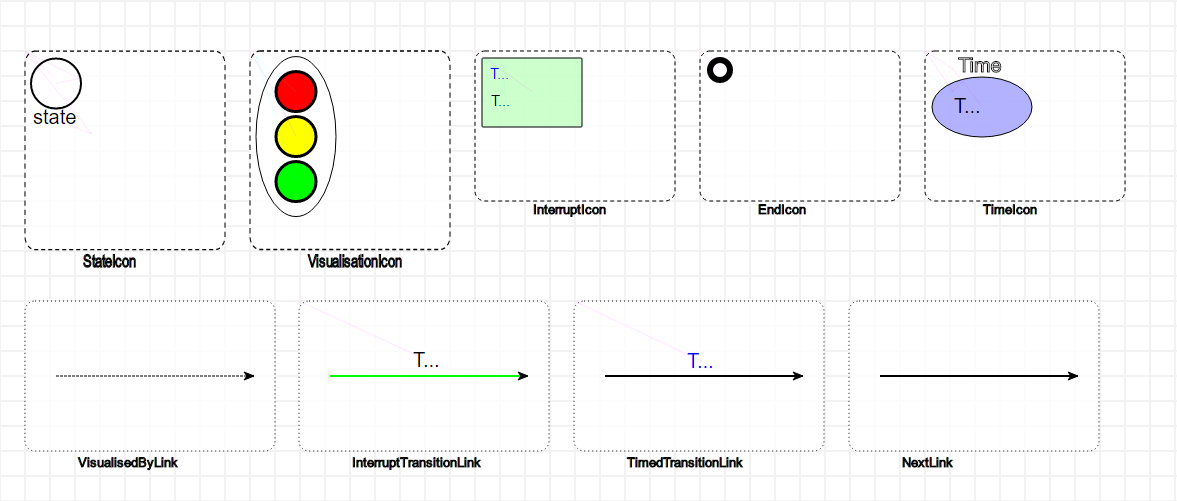 state
StateIcon
VisualisationIcon
T...
T...
InterruptIcon
EndIcon
Time
T...
TimeIcon
VisualisedByLink
T...
InterruptTransitionLink
T...
TimedTransitionLink
NextLink